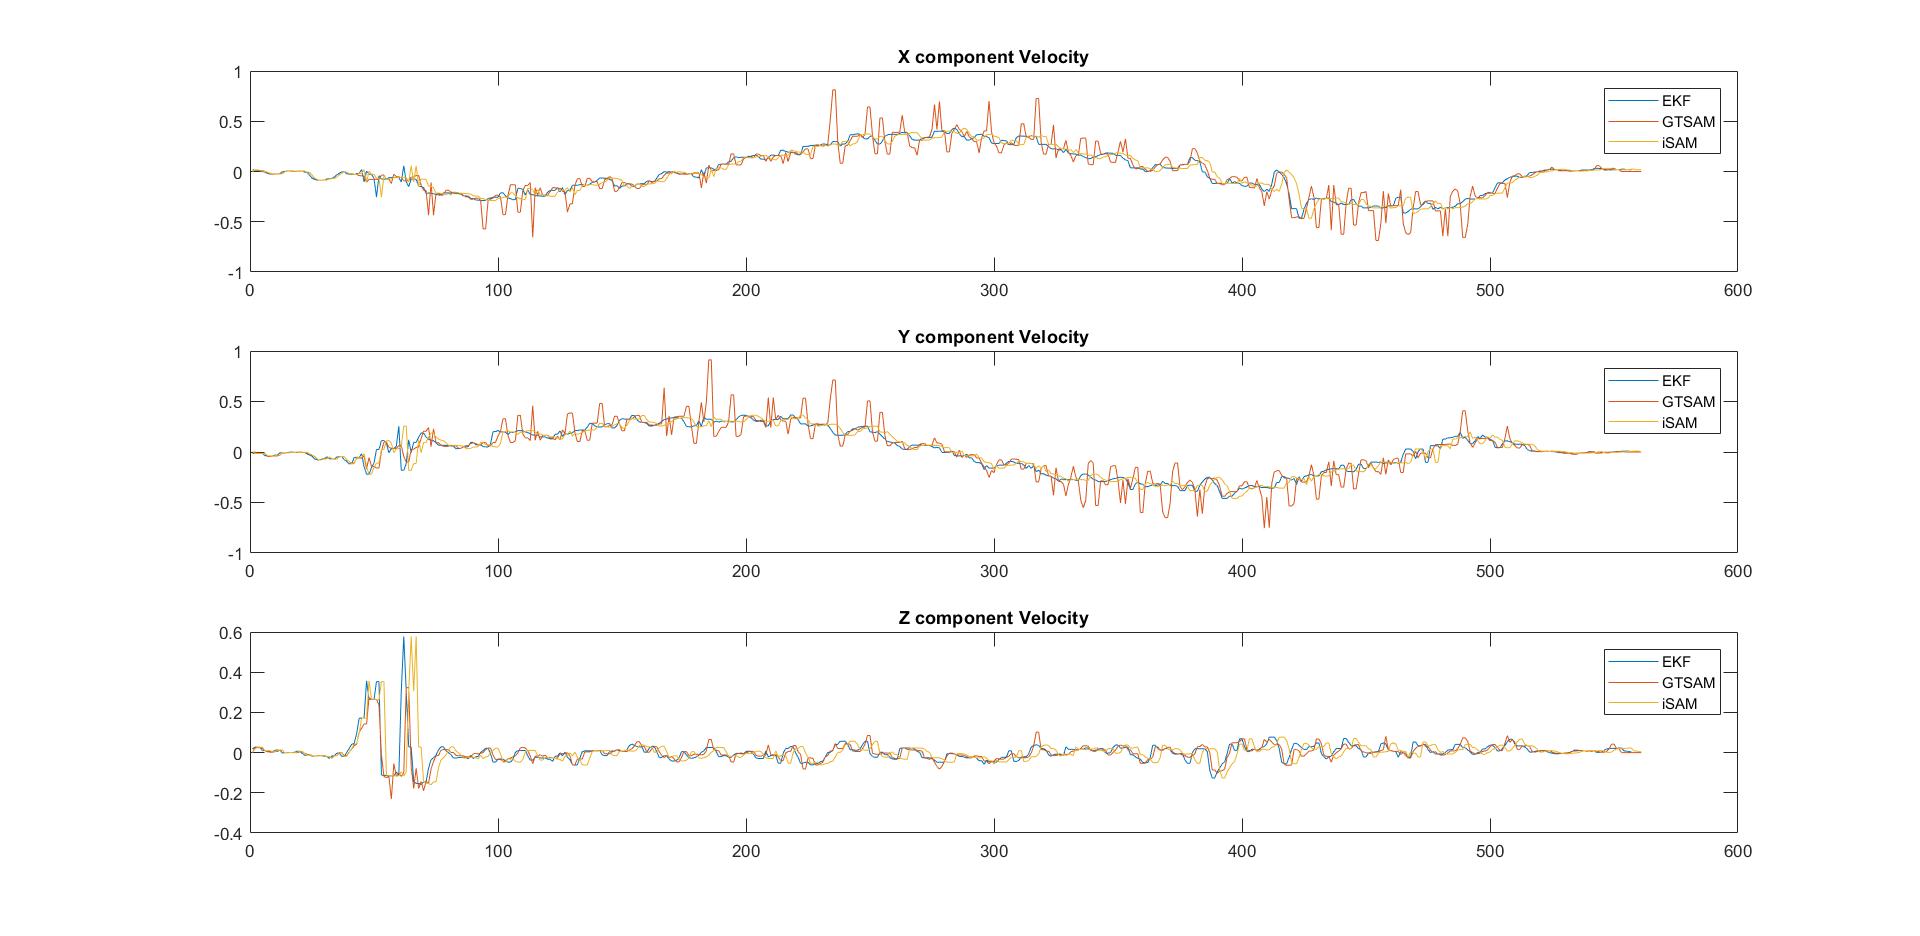 X component Velocity
1
0.5
0
-0.5
-1
0 100 200 300 400 500 600
EKF
GTSAM
iSAM
Y component Velocity
1
0.5
0
-0.5
-1
0 100 200 300 400 500 600
EKF
GTSAM
iSAM
Z component Velocity
0.6
0.4
0.2
0
-0.2
-0.4
0 100 200 300 400 500 600
EKF
GTSAM
iSAM